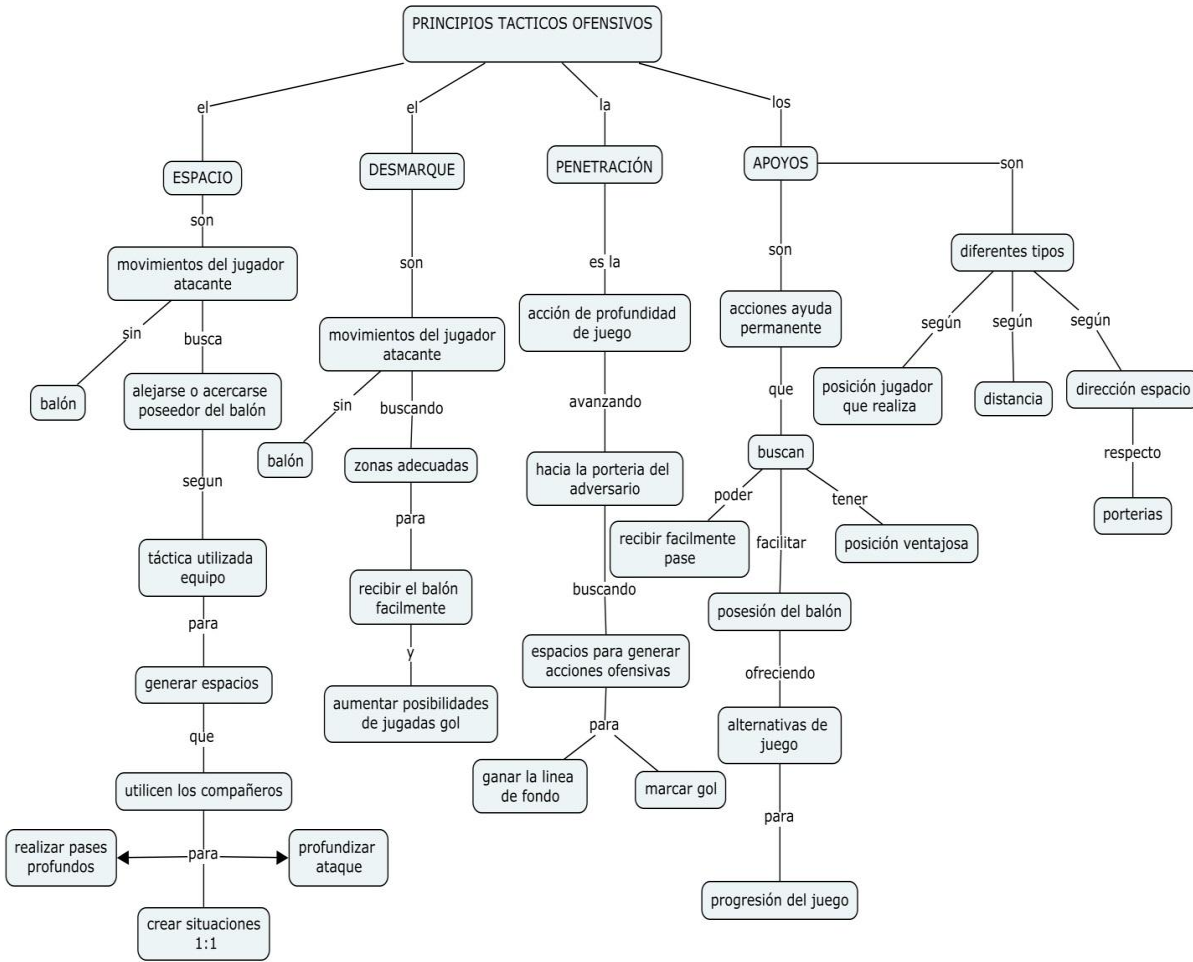 PRINCIPIOS TACTICOS OFENSIVOS
el
el
la
los
ESPACIO
DESMARQUE
PENETRACIÓN
APOYOS
son
son
movimientos del jugador
atacante
sin
balón
busca
alejarse o acercarse
poseedor del balón
segun
táctica utilizada
equipo
para
generar espacios
que
utilicen los compañeros
para
realizar pases
profundos
profundizar
ataque
crear situaciones
1:1
son
movimientos del jugador
atacante
sin
balón
buscando
zonas adecuadas
para
recibir el balón
facilmente
y
aumentar posibilidades
de jugadas gol
es la
acción de profundidad
de juego
avanzando
hacia la porteria del
adversario
buscando
espacios para generar
acciones ofensivas
para
ganar la linea
de fondo
marcar gol
son
acciones ayuda
permanente
que
buscan
poder
recibir facilmente
pase
facilitar
posesión del balón
tener
posición ventajosa
ofreciendo
alternativas de
juego
para
progresión del juego
diferentes tipos
según
según
según
posición jugador
que realiza
distancia
dirección espacio
respecto
porterias